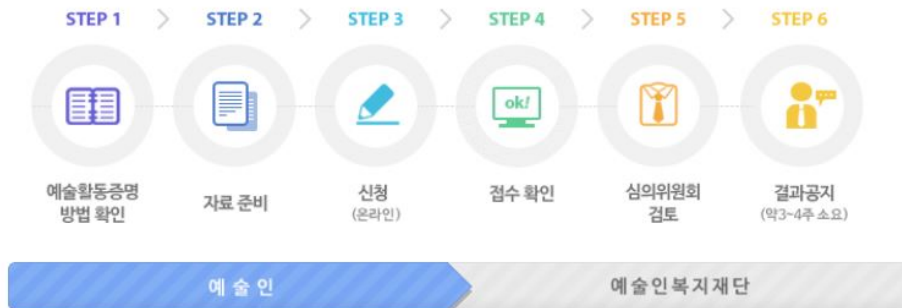 STEP 1 > STEP 2 > STEP 3 > STEP 4 > STEP 5 > STEP 6
ok!
예술활동증명
방법 확인
자료 준비
신청
(온라인)
접수 확인
심의위원회
검토
결과공지
(약3~4주 소요)
예술인
예술인복지재단